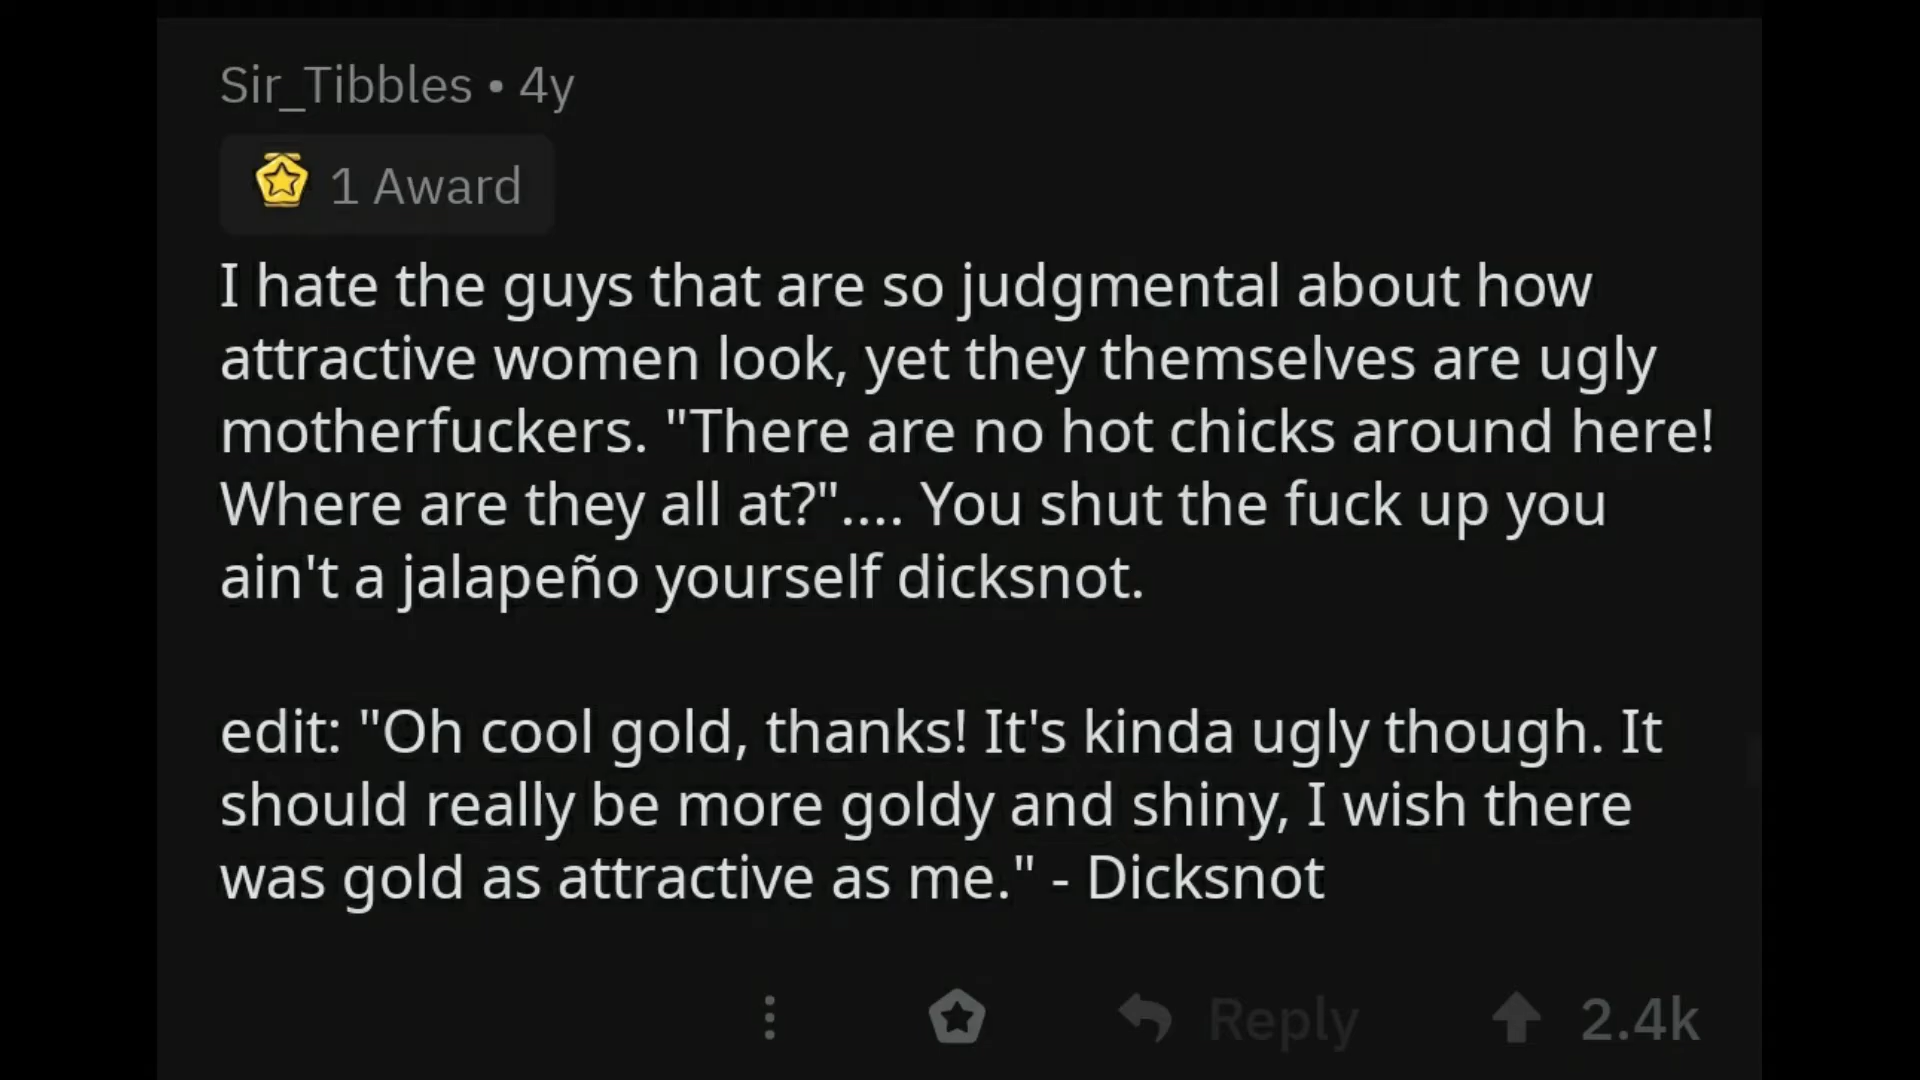 Sir_Tibbles • 4y
1 Award
I hate the guys that are so judgmental about how
attractive women look, yet they themselves are ugly
motherfuckers. "There are no hot chicks around here!
Where are they all at?".... You shut the fuck up you
ain't a jalapeño yourself dicksnot.
edit: "Oh cool gold, thanks! It's kinda ugly though. It
should really be more goldy and shiny, I wish there
was gold as attractive as me." - Dicksnot
Reply 2.4k